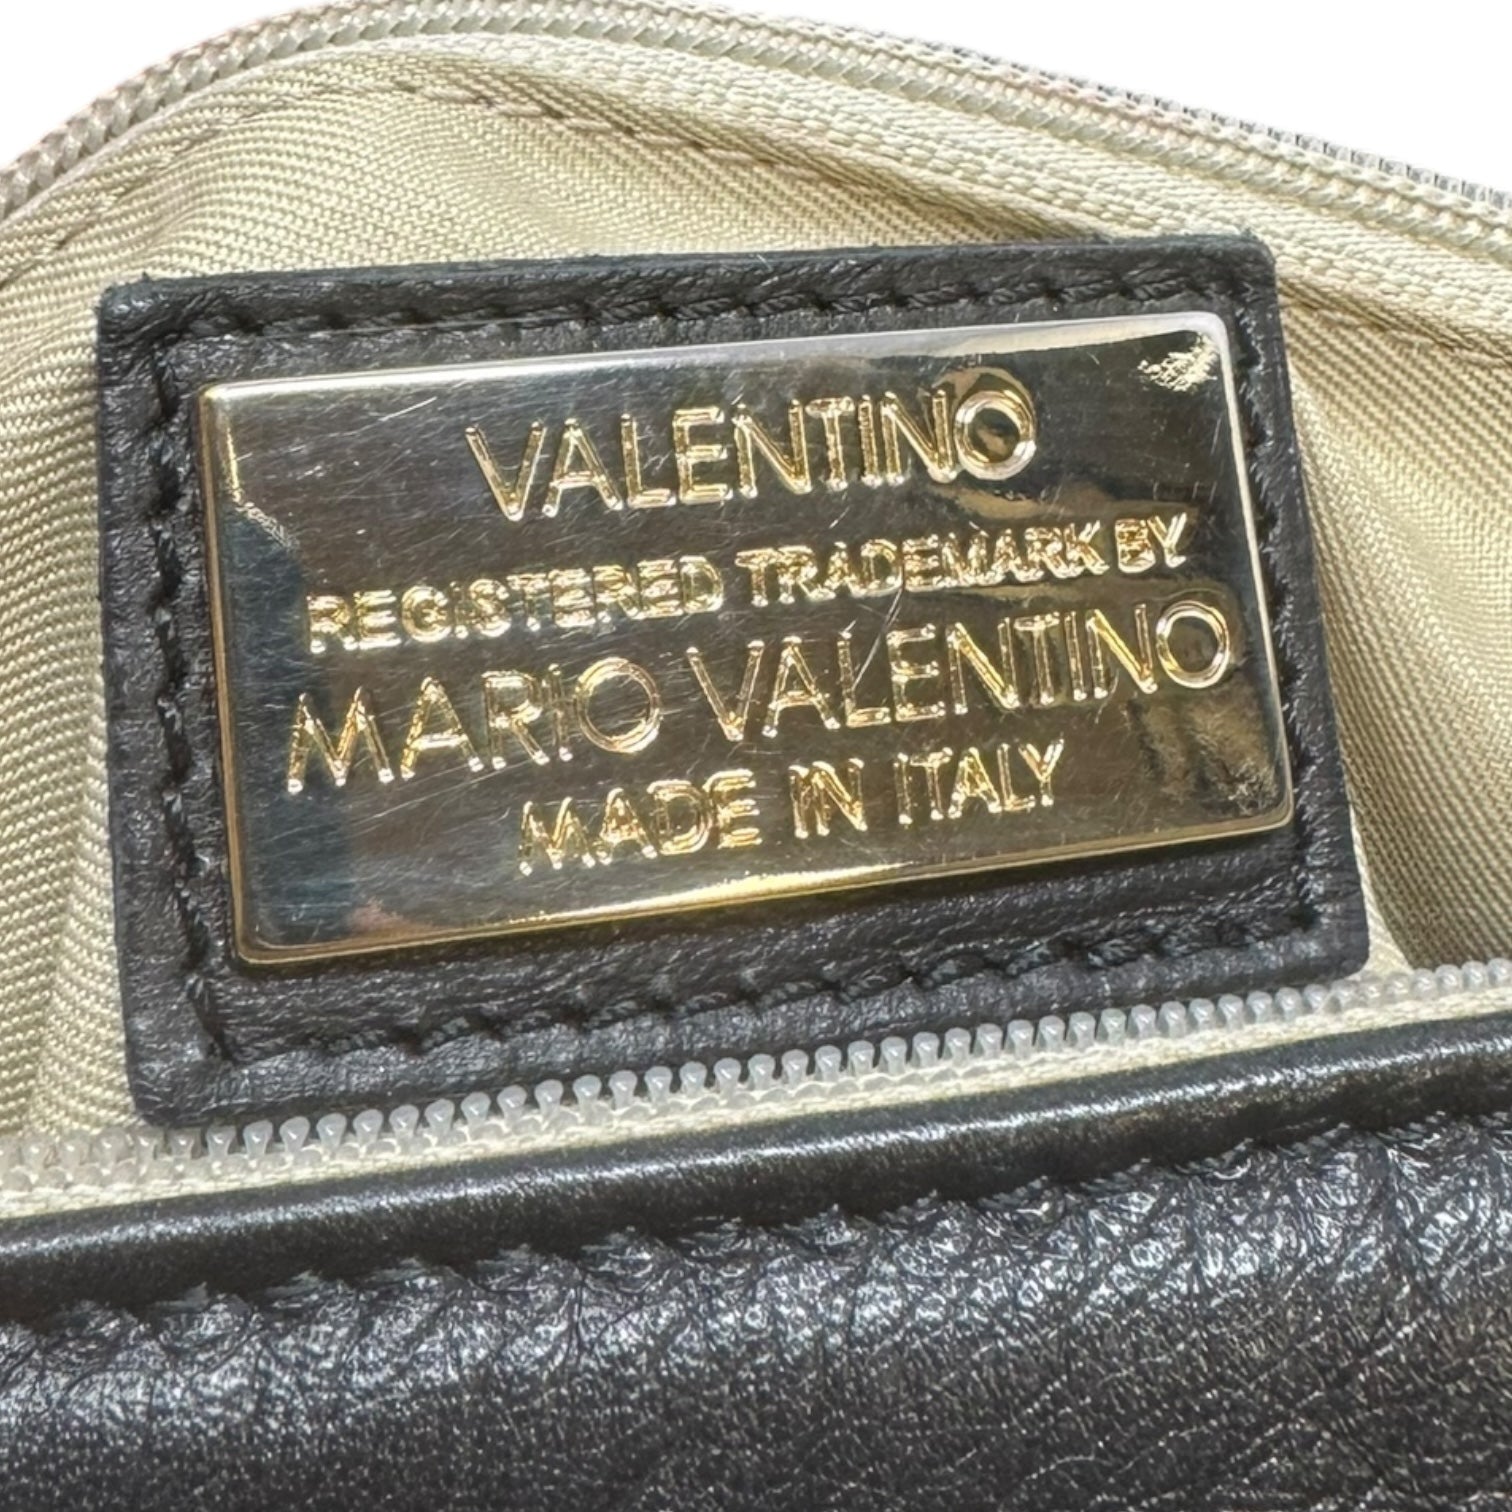 VALENTINO
REGISTERED TRADEMARK BY
MARIO VALENTINO
MADE IN ITALY